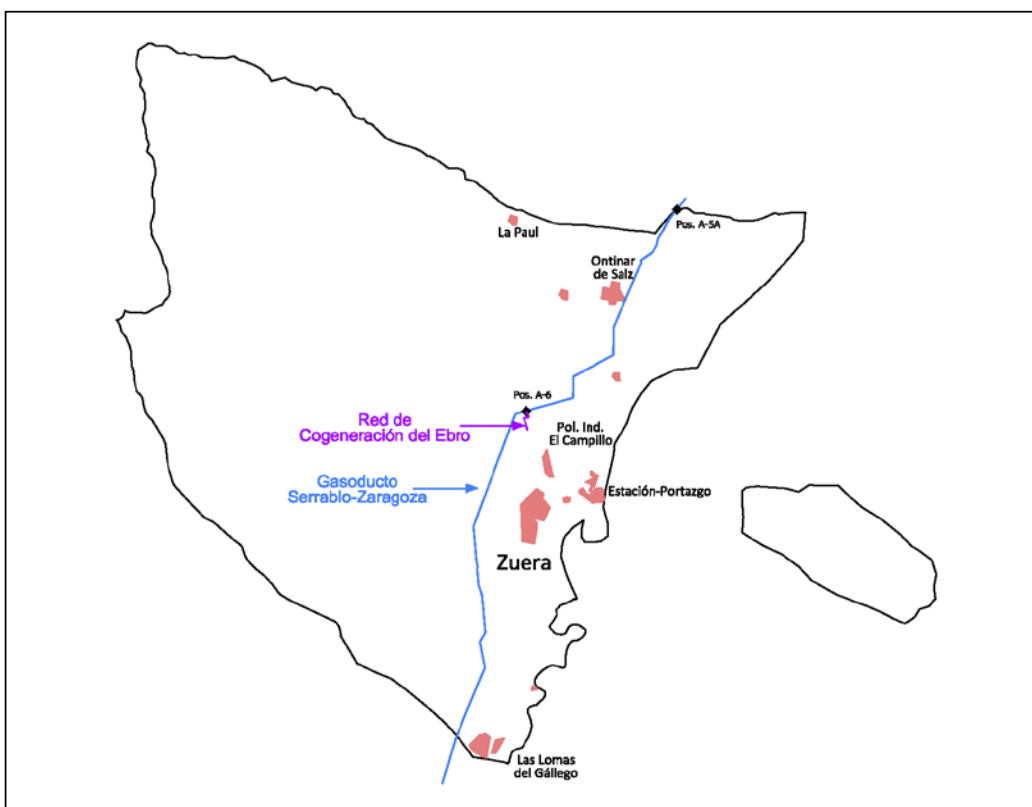 La Paul
Pos. A-5A
Ontinar
de Salz
Pos. A-6
Red de
Cogeneración del Ebro
Pol. Ind.
El Campillo
Gasoducto
Serrablo-Zaragoza
Estación-Portazgo
Zuera
Las Lomas
del Gállego